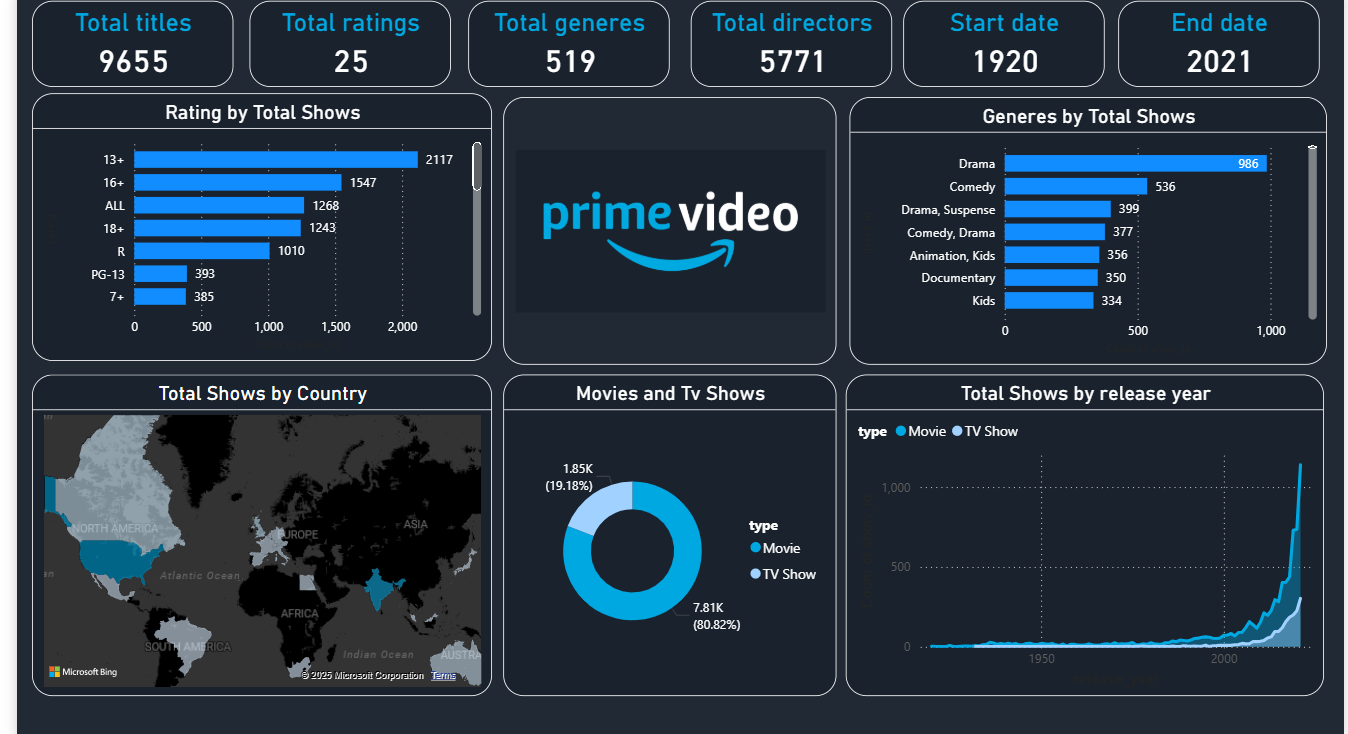 Total titles
9655
Total ratings
25
Total generes
519
Total directors
5771
Start date
1920
End date
2021
Rating by Total Shows
13+ 2117
16+ 1547
ALL 1268
18+ 1243
R 1010
PG-13 393
7+ 385
0 500 1,000 1,500 2,000
prime video
Generes by Total Shows
Drama 986
Comedy 536
Drama, Suspense 399
Comedy, Drama 377
Animation, Kids 356
Documentary 350
Kids 334
0 500 1,000
Total Shows by Country
NORTH AMERICA
EUROPE
ASIA
Atlantic Ocean
AFRICA
SOUTH AMERICA
Indian Ocean
AUSTRA
Microsoft Bing
© 2025 Microsoft Corporation Terms
Movies and Tv Shows
1.85K
(19.18%)
type
Movie
TV Show
7.81K
(80.82%)
Total Shows by release year
type Movie TV Show
1,000
500
0
1950 2000